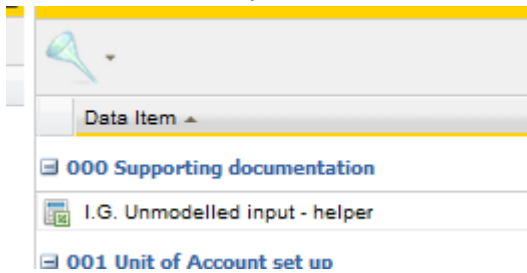 Data Item
000 Supporting documentation
I.G. Unmodelled input - helper
001 Unit of Account set up